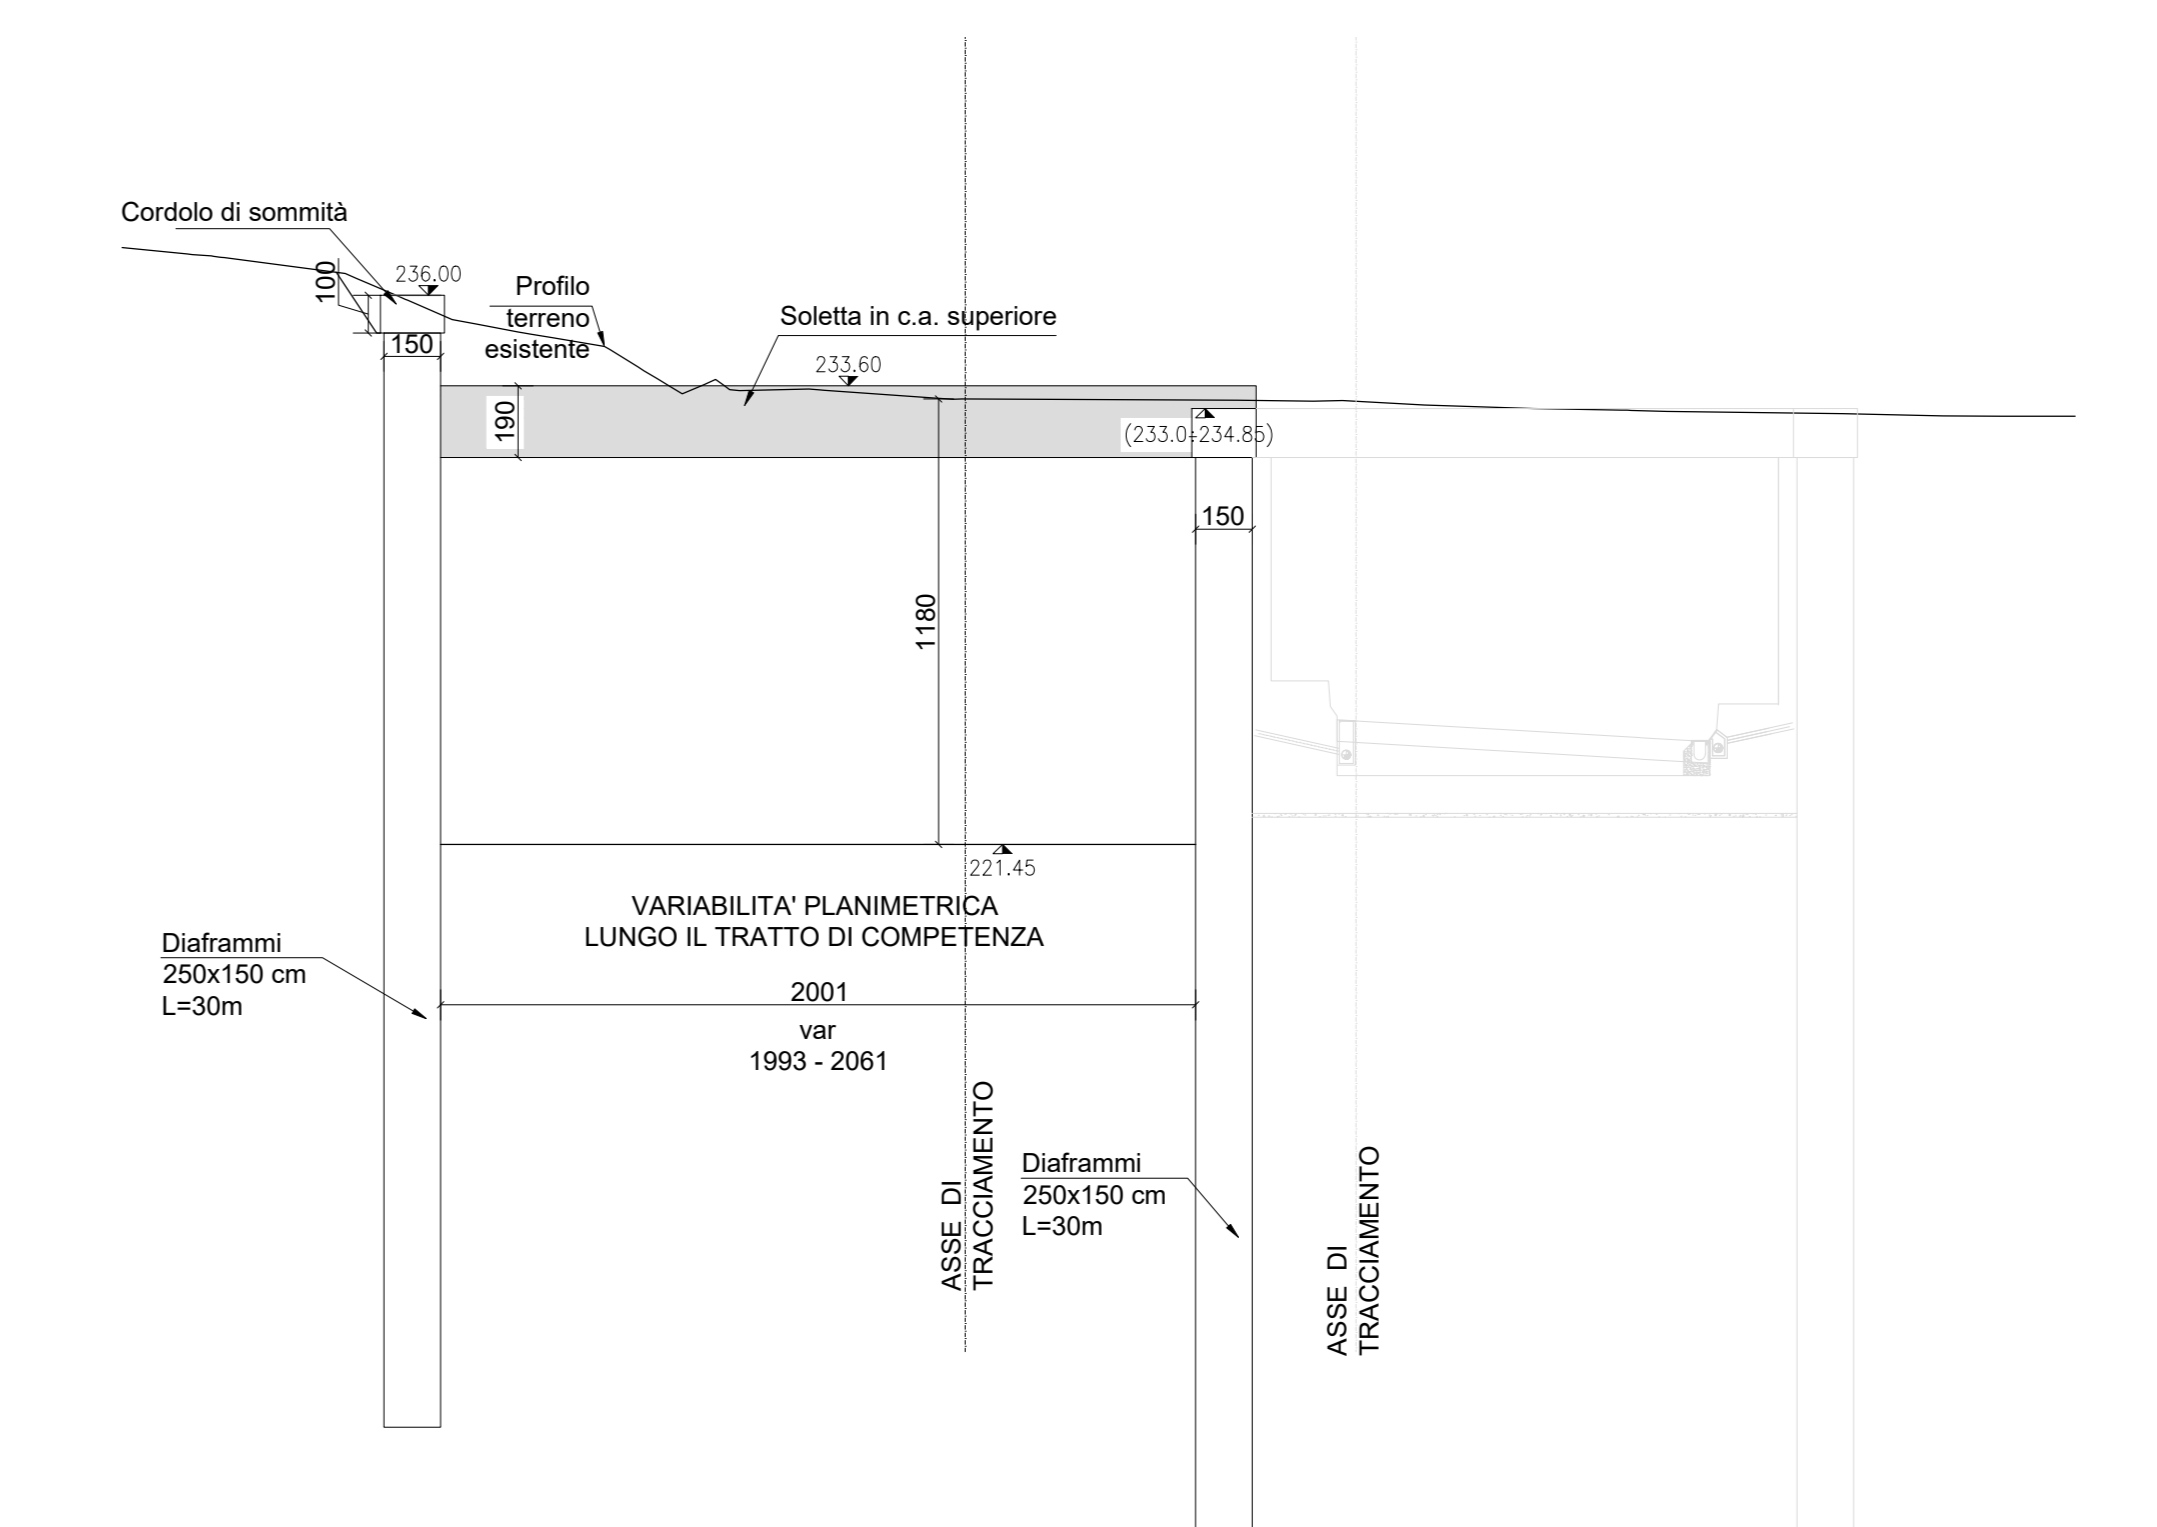 Cordolo di sommità
100
236.00
150
Profilo
terreno
esistente
Soletta in c.a. superiore
233.60
190
(233.0÷234.85)
150
1180
221.45
VARIABILITA' PLANIMETRICA
LUNGO IL TRATTO DI COMPETENZA
Diaframmi
250x150 cm
L=30m
2001
var
1993 - 2061
ASSE DI
TRACCIAMENTO
Diaframmi
250x150 cm
L=30m
ASSE DI
TRACCIAMENTO